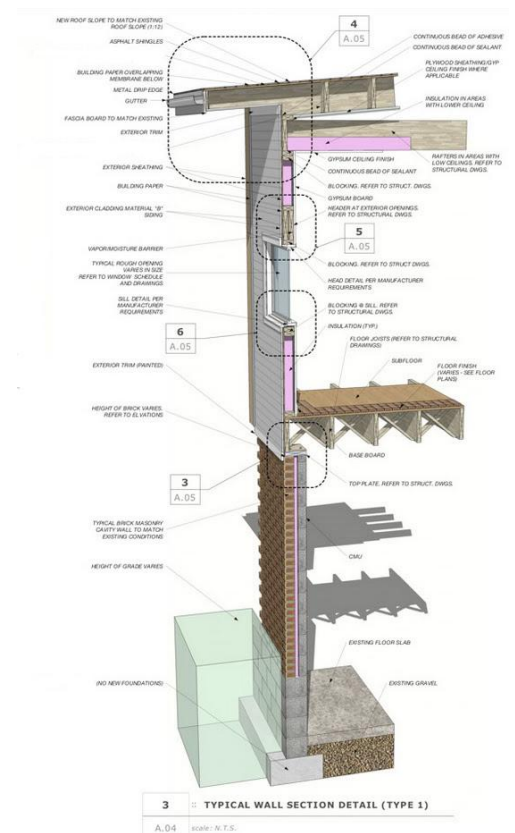 NEW ROOF SLOPE TO MATCH EXISTING
ROOF SLOPE (1:12)
ASPHALT SHINGLES
BUILDING PAPER OVERLAPPING
MEMBRANE BELOW
METAL DRIP EDGE
GUTTER
FASCIA BOARD TO MATCH EXISTING
EXTERIOR TRIM
EXTERIOR SHEATHING
BUILDING PAPER
EXTERIOR CLADDING MATERIAL "B"
SIDING
VAPOR/MOISTURE BARRIER
TYPICAL ROUGH OPENING
VARIES IN SIZE
REFER TO WINDOW SCHEDULE
AND DRAWINGS
SILL DETAIL PER
MANUFACTURER
REQUIREMENTS
6
A.05
EXTERIOR TRIM (PAINTED)
HEIGHT OF BRICK VARIES.
REFER TO ELVATIONS
3
A.05
TYPICAL BRICK MASONRY
CAVITY WALL TO MATCH
EXISTING CONDITIONS
HEIGHT OF GRADE VARIES
(NO NEW FOUNDATIONS)
4
A.05
CONTINUOUS BEAD OF ADHESIVE
CONTINUOUS BEAD OF SEALANT
PLYWOOD SHEATHING/GYP
CEILING FINISH WHERE
APPLICABLE
INSULATION IN AREAS
WITH LOWER CEILING
RAFTERS IN AREAS WITH
LOW CEILINGS. REFER TO
STRUCTURAL DWGS.
GYPSUM CEILING FINISH
CONTINUOUS BEAD OF SEALANT
BLOCKING. REFER TO STRUCT. DWGS.
GYPSUM BOARD
HEADER AT EXTERIOR OPENINGS.
REFER TO STRUCTURAL DWGS.
5
A.05
BLOCKING. REFER TO STRUCT DWGS.
HEAD DETAIL PER MANUFACTURER
REQUIREMENTS
BLOCKING @ SILL. REFER
TO STRUCTURAL DWGS.
INSULATION (TYP.)
FLOOR JOISTS (REFER TO STRUCTURAL
DRAWINGS)
SUBFLOOR
FLOOR FINISH
(VARIES - SEE FLOOR
PLANS)
BASE BOARD
TOP PLATE. REFER TO STRUCT. DWGS.
CMU
EXISTING FLOOR SLAB
EXISTING GRAVEL
3 :: TYPICAL WALL SECTION DETAIL (TYPE 1)
A.04 scale: N.T.S.